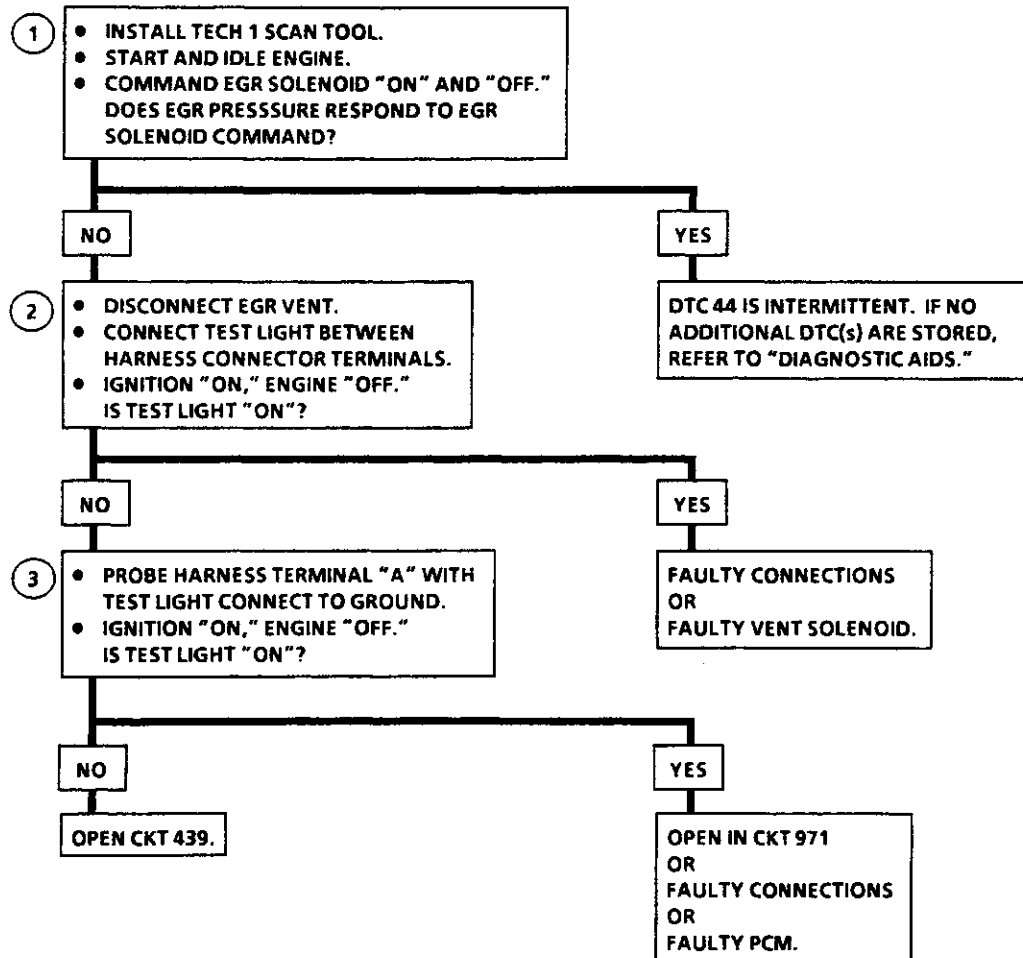 1
• INSTALL TECH 1 SCAN TOOL.
• START AND IDLE ENGINE.
• COMMAND EGR SOLENOID "ON" AND "OFF."
DOES EGR PRESSSURE RESPOND TO EGR
SOLENOID COMMAND?
NO
YES
2
• DISCONNECT EGR VENT.
• CONNECT TEST LIGHT BETWEEN
HARNESS CONNECTOR TERMINALS.
• IGNITION "ON," ENGINE "OFF."
IS TEST LIGHT "ON"?
DTC 44 IS INTERMITTENT. IF NO
ADDITIONAL DTC(s) ARE STORED,
REFER TO "DIAGNOSTIC AIDS."
NO
YES
3
• PROBE HARNESS TERMINAL "A" WITH
TEST LIGHT CONNECT TO GROUND.
• IGNITION "ON," ENGINE "OFF."
IS TEST LIGHT "ON"?
FAULTY CONNECTIONS
OR
FAULTY VENT SOLENOID.
NO
YES
OPEN CKT 439.
OPEN IN CKT 971
OR
FAULTY CONNECTIONS
OR
FAULTY PCM.